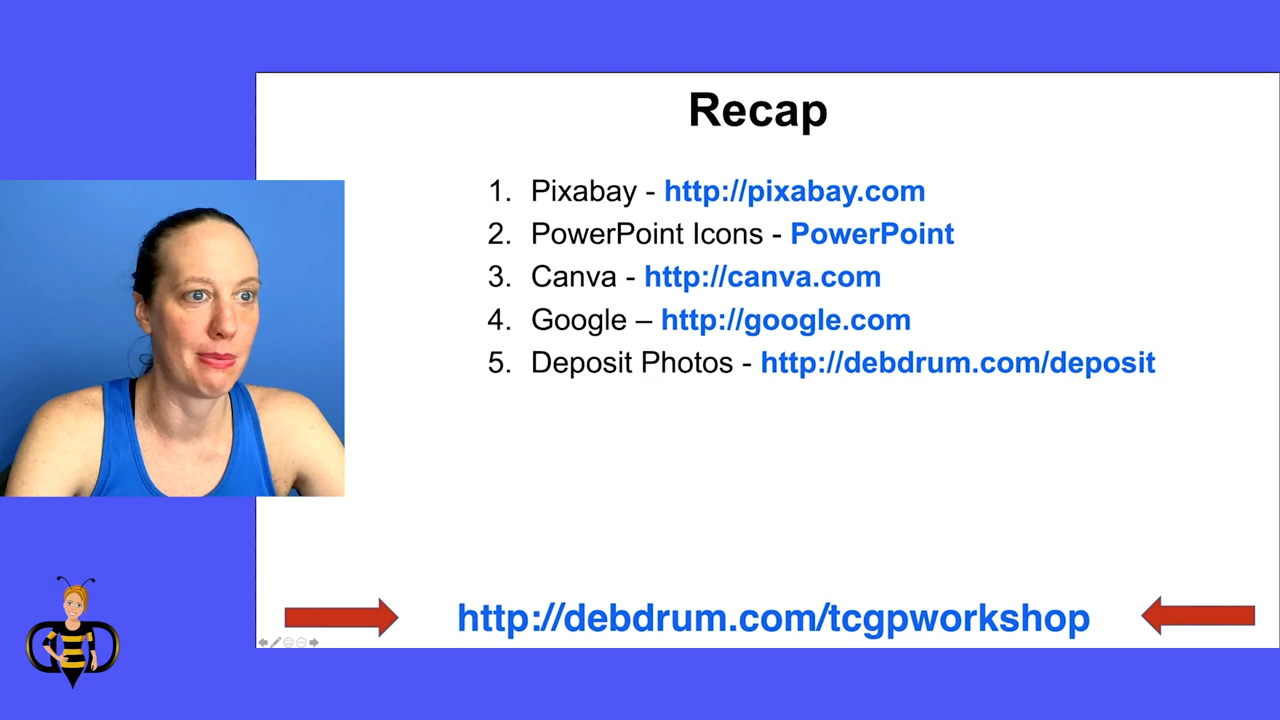 Recap
1. Pixabay - http://pixabay.com
2. PowerPoint Icons - PowerPoint
3. Canva - http://canva.com
4. Google – http://google.com
5. Deposit Photos - http://debdrum.com/deposit
http://debdrum.com/tcgpworkshop